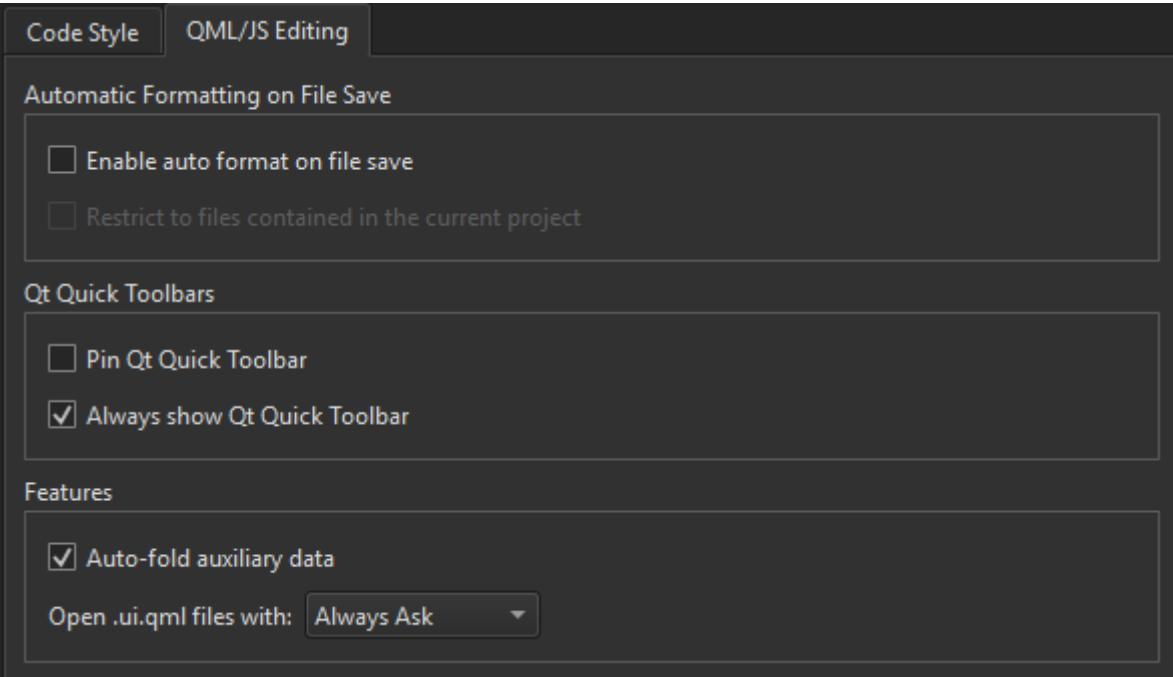 Code Style
QML/JS Editing
Automatic Formatting on File Save
Enable auto format on file save
Restrict to files contained in the current project
Qt Quick Toolbars
Pin Qt Quick Toolbar
Always show Qt Quick Toolbar
Features
Auto-fold auxiliary data
Open .ui.qml files with: Always Ask